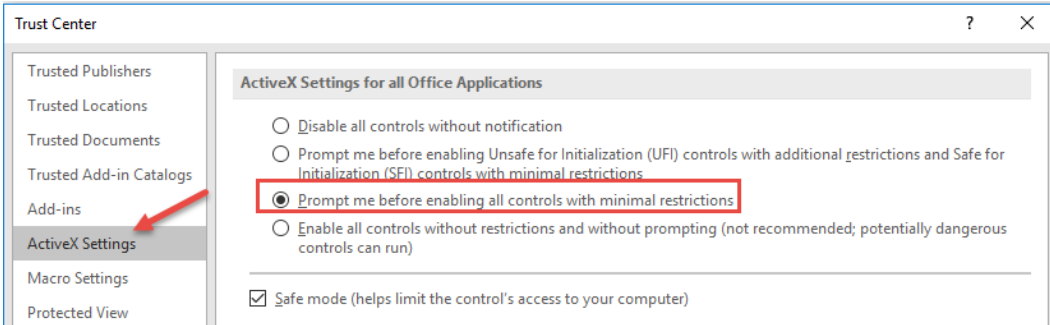 Trust Center
?
Trusted Publishers
Trusted Locations
Trusted Documents
Trusted Add-in Catalogs
Add-ins
ActiveX Settings
Macro Settings
Protected View
ActiveX Settings for all Office Applications
Disable all controls without notification
Prompt me before enabling Unsafe for Initialization (UFI) controls with additional restrictions and Safe for
Initialization (SFI) controls with minimal restrictions
Prompt me before enabling all controls with minimal restrictions
Enable all controls without restrictions and without prompting (not recommended; potentially dangerous
controls can run)
Safe mode (helps limit the control's access to your computer)